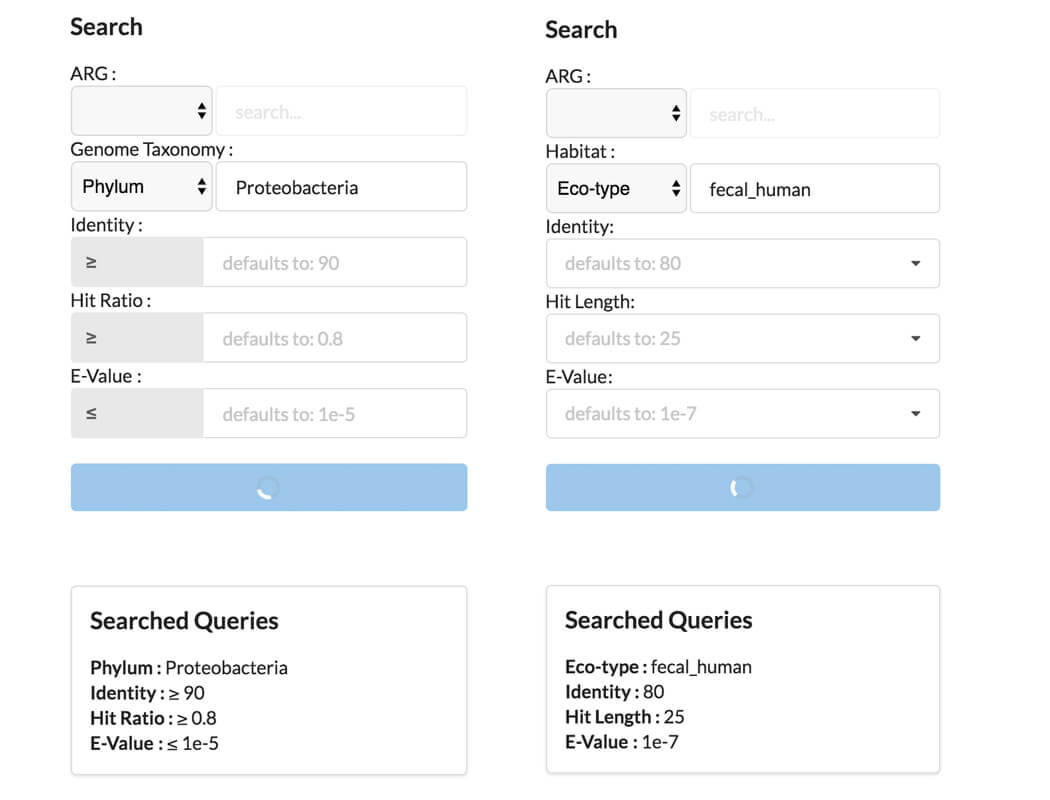 Search
ARG :
search...
Genome Taxonomy :
Phylum Proteobacteria
Identity :
≥ defaults to: 90
Hit Ratio :
≥ defaults to: 0.8
E-Value :
≤ defaults to: 1e-5
Searched Queries
Phylum : Proteobacteria
Identity : ≥ 90
Hit Ratio : ≥ 0.8
E-Value : ≤ 1e-5
Search
ARG :
search...
Habitat :
Eco-type fecal_human
Identity:
defaults to: 80
Hit Length:
defaults to: 25
E-Value:
defaults to: 1e-7
Searched Queries
Eco-type : fecal_human
Identity : 80
Hit Length : 25
E-Value : 1e-7